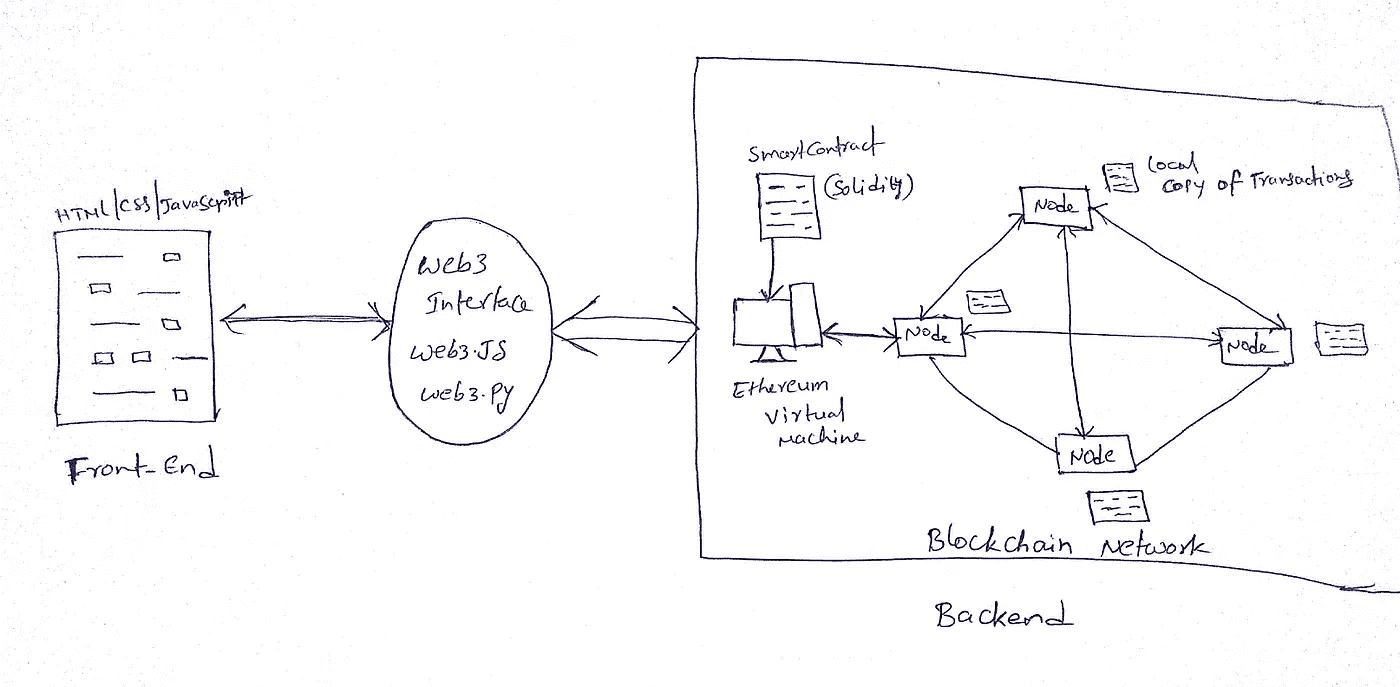 HTML/CSS/Javascript
Front-End
Web3
Interface
Web3.JS
Web3.Py
SmartContract
(Solidity)
Ethereum
Virtual
Machine
Node
Local
Copy of Transactions
Node
Node
Node
Blockchain Network
Backend